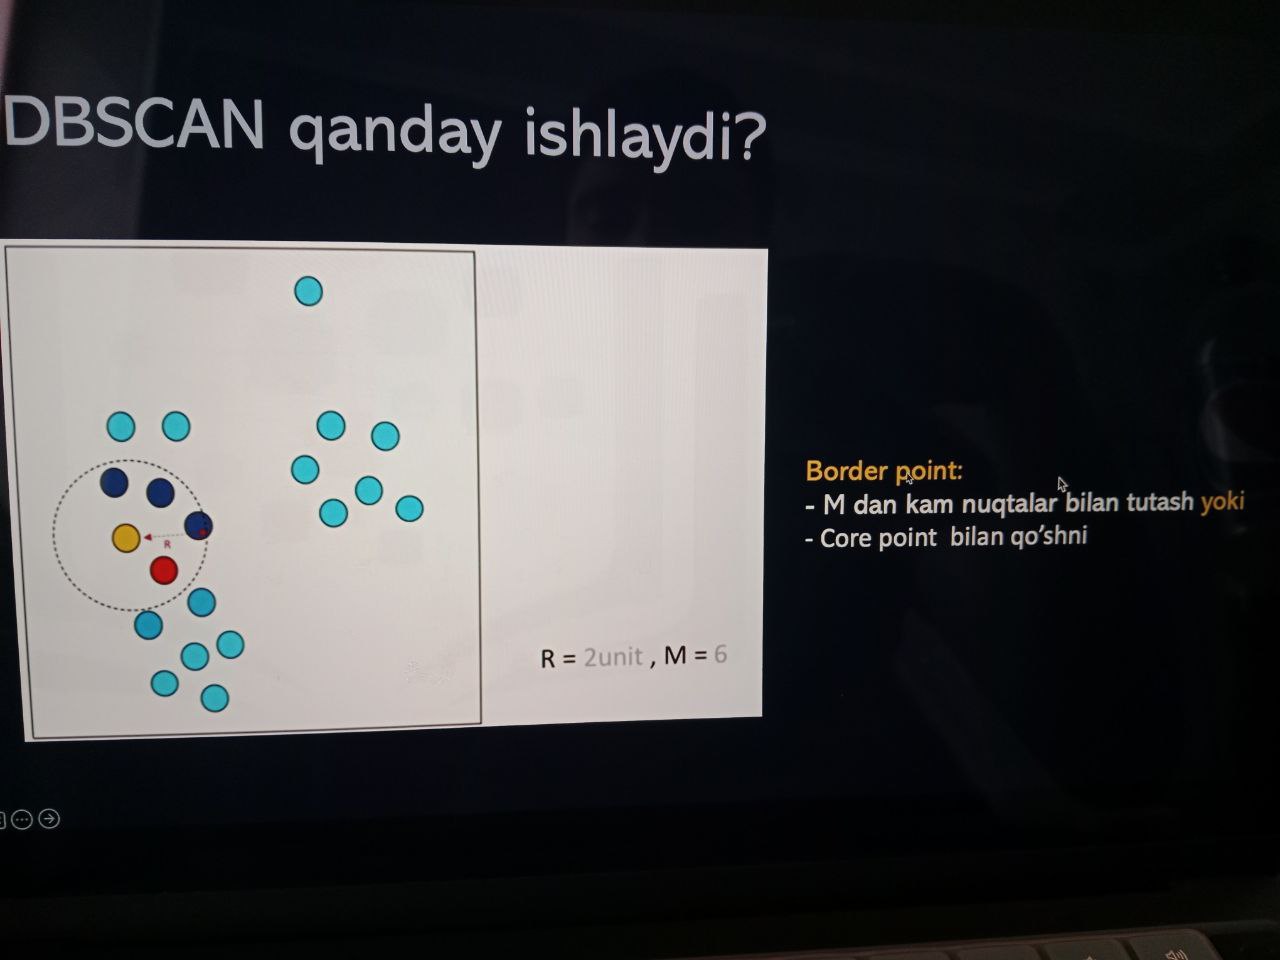 DBSCAN qanday ishlaydi?
R
Border point:
- M dan kam nuqtalar bilan tutash yoki
- Core point bilan qo‘shni
R = 2unit , M = 6